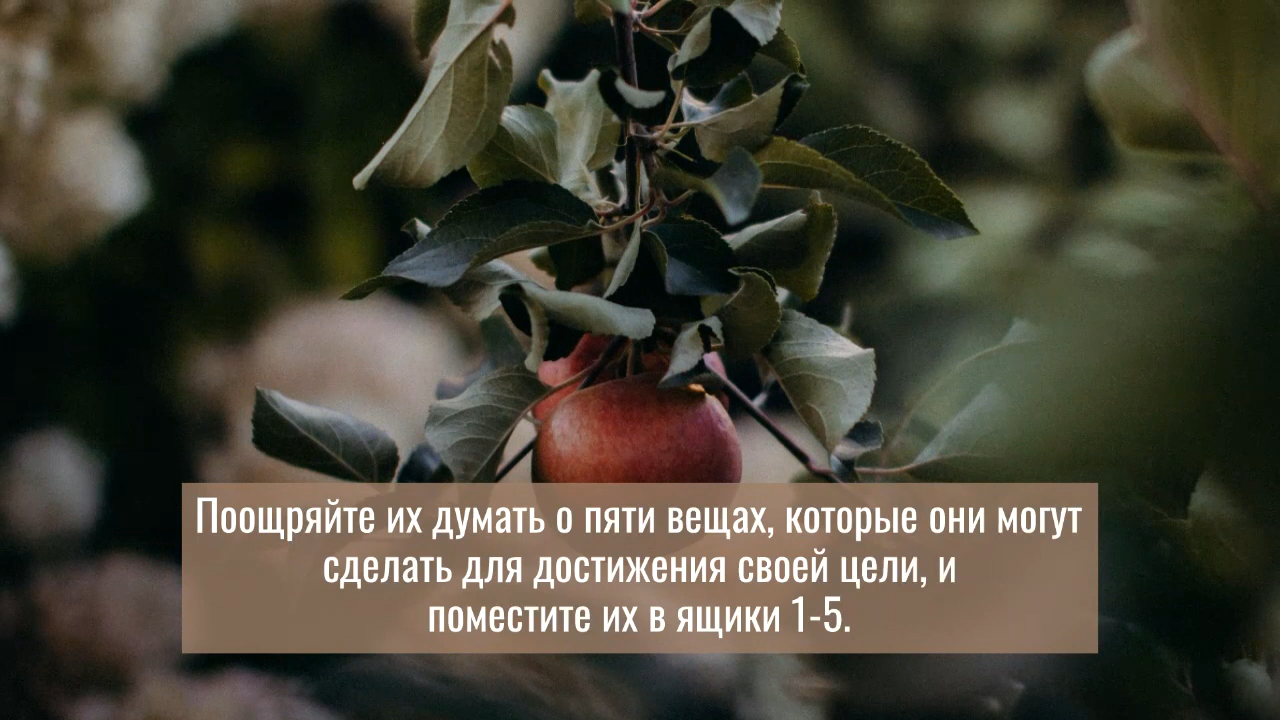 Поощряйте их думать о пяти вещах, которые они могут
сделать для достижения своей цели, и
поместите их в ящики 1-5.